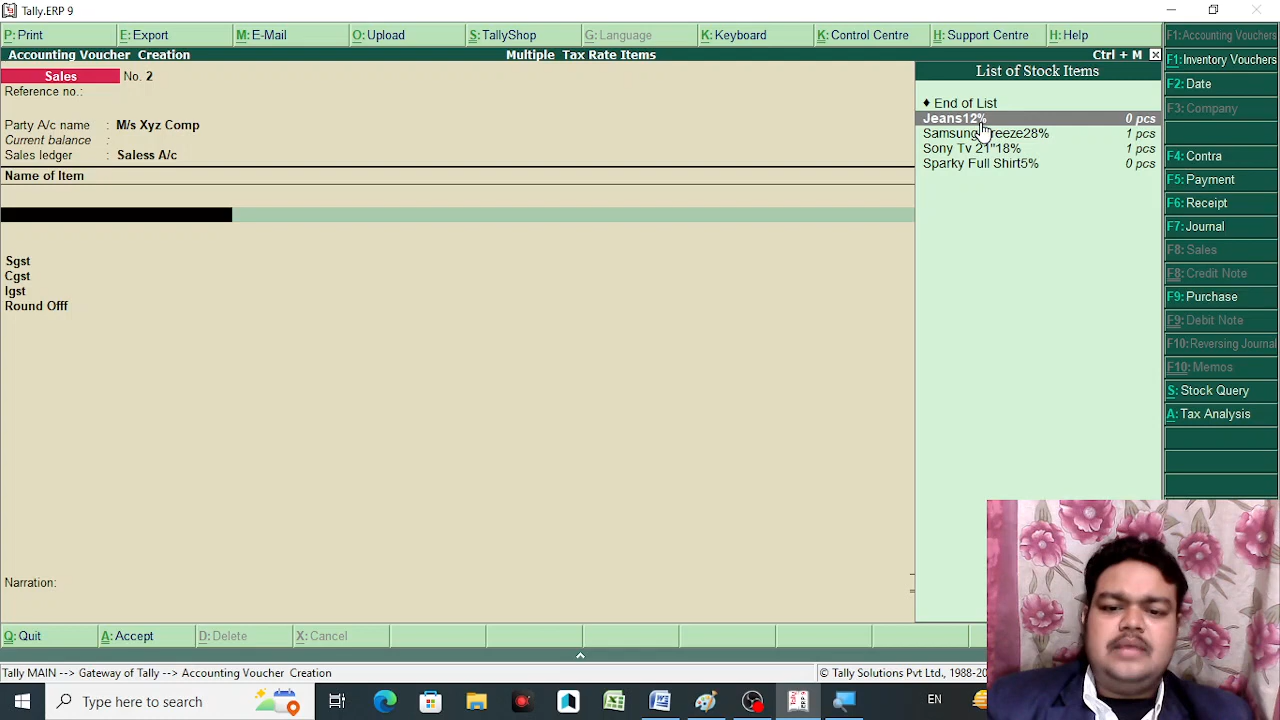 Tally.ERP 9
P: Print
E: Export
M: E-Mail
O: Upload
S: TallyShop
G: Language
K: Keyboard
K: Control Centre
H: Support Centre
H: Help
Accounting Voucher Creation
Multiple Tax Rate Items
Ctrl + M
Sales No. 2
Reference no.:
Party A/c name : M/s Xyz Comp
Current balance :
Sales ledger : Saless A/c
Name of Item
Sgst
Cgst
Igst
Round Offf
Narration:
List of Stock Items
♦ End of List
Jeans12% 0 pcs
Samsung Freeze28% 1 pcs
Sony Tv 21"18% 1 pcs
Sparky Full Shirt5% 0 pcs
F1: Accounting Vouchers
F1: Inventory Vouchers
F2: Date
F3: Company
F4: Contra
F5: Payment
F6: Receipt
F7: Journal
F8: Sales
F8: Credit Note
F9: Purchase
F9: Debit Note
F10: Reversing Journal
F10: Memos
S: Stock Query
A: Tax Analysis
Q: Quit
A: Accept
D: Delete
X: Cancel
Tally MAIN --> Gateway of Tally --> Accounting Voucher Creation
© Tally Solutions Pvt Ltd., 1988-20
Type here to search
EN